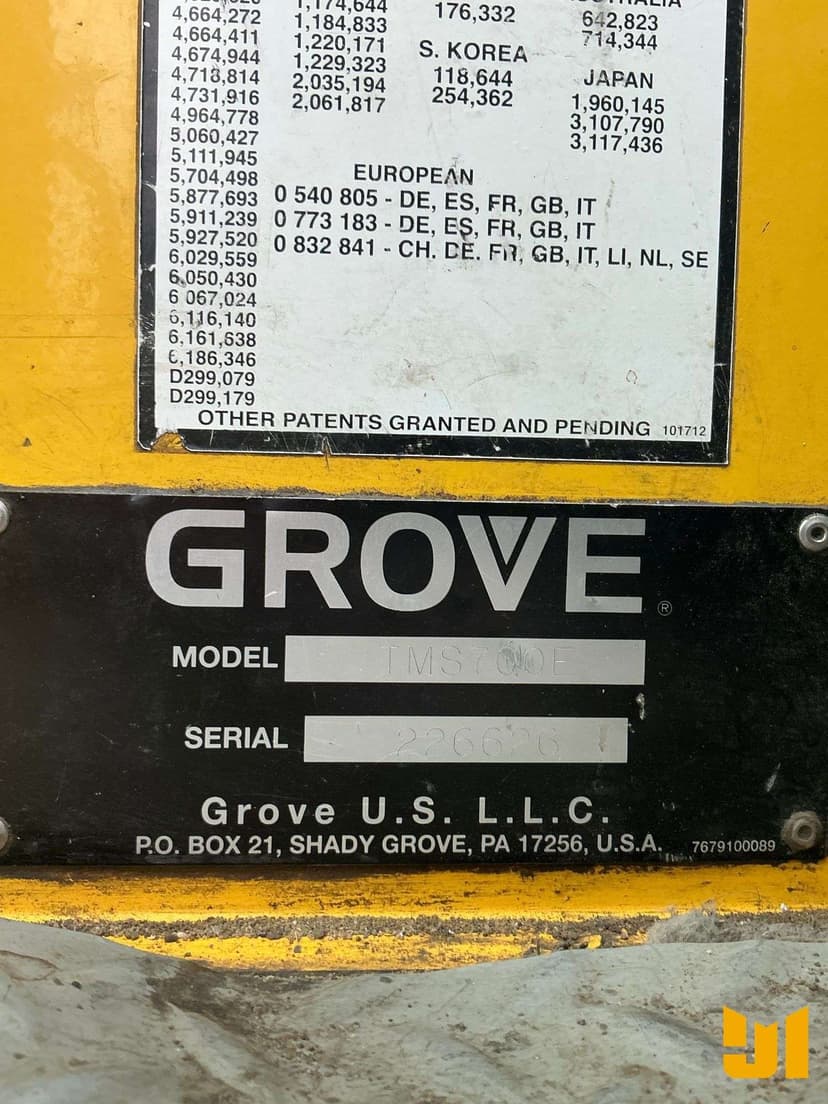 4,664,272
4,664,411
4,674,944
4,718,814
4,731,916
4,964,778
5,060,427
5,111,945
5,704,498
5,877,693
5,911,239
5,927,520
6,029,559
6,050,430
6 067,024
6,116,140
6,161,638
6,186,346
D299,079
D299,179
1,174,644
1,184,833
1,220,171
1,229,323
2,035,194
2,061,817
176,332
S. KOREA
118,644
254,362
642,823
714,344
JAPAN
1,960,145
3,107,790
3,117,436
EUROPEAN
0 540 805 - DE, ES, FR, GB, IT
0 773 183 - DE, ES, FR, GB, IT
0 832 841 - CH. DE. FR, GB, IT, LI, NL, SE
OTHER PATENTS GRANTED AND PENDING 101712
GROVE®
MODEL TMS700E
SERIAL 226626
Grove U.S. L.L.C.
P.O. BOX 21, SHADY GROVE, PA 17256, U.S.A. 7679100089